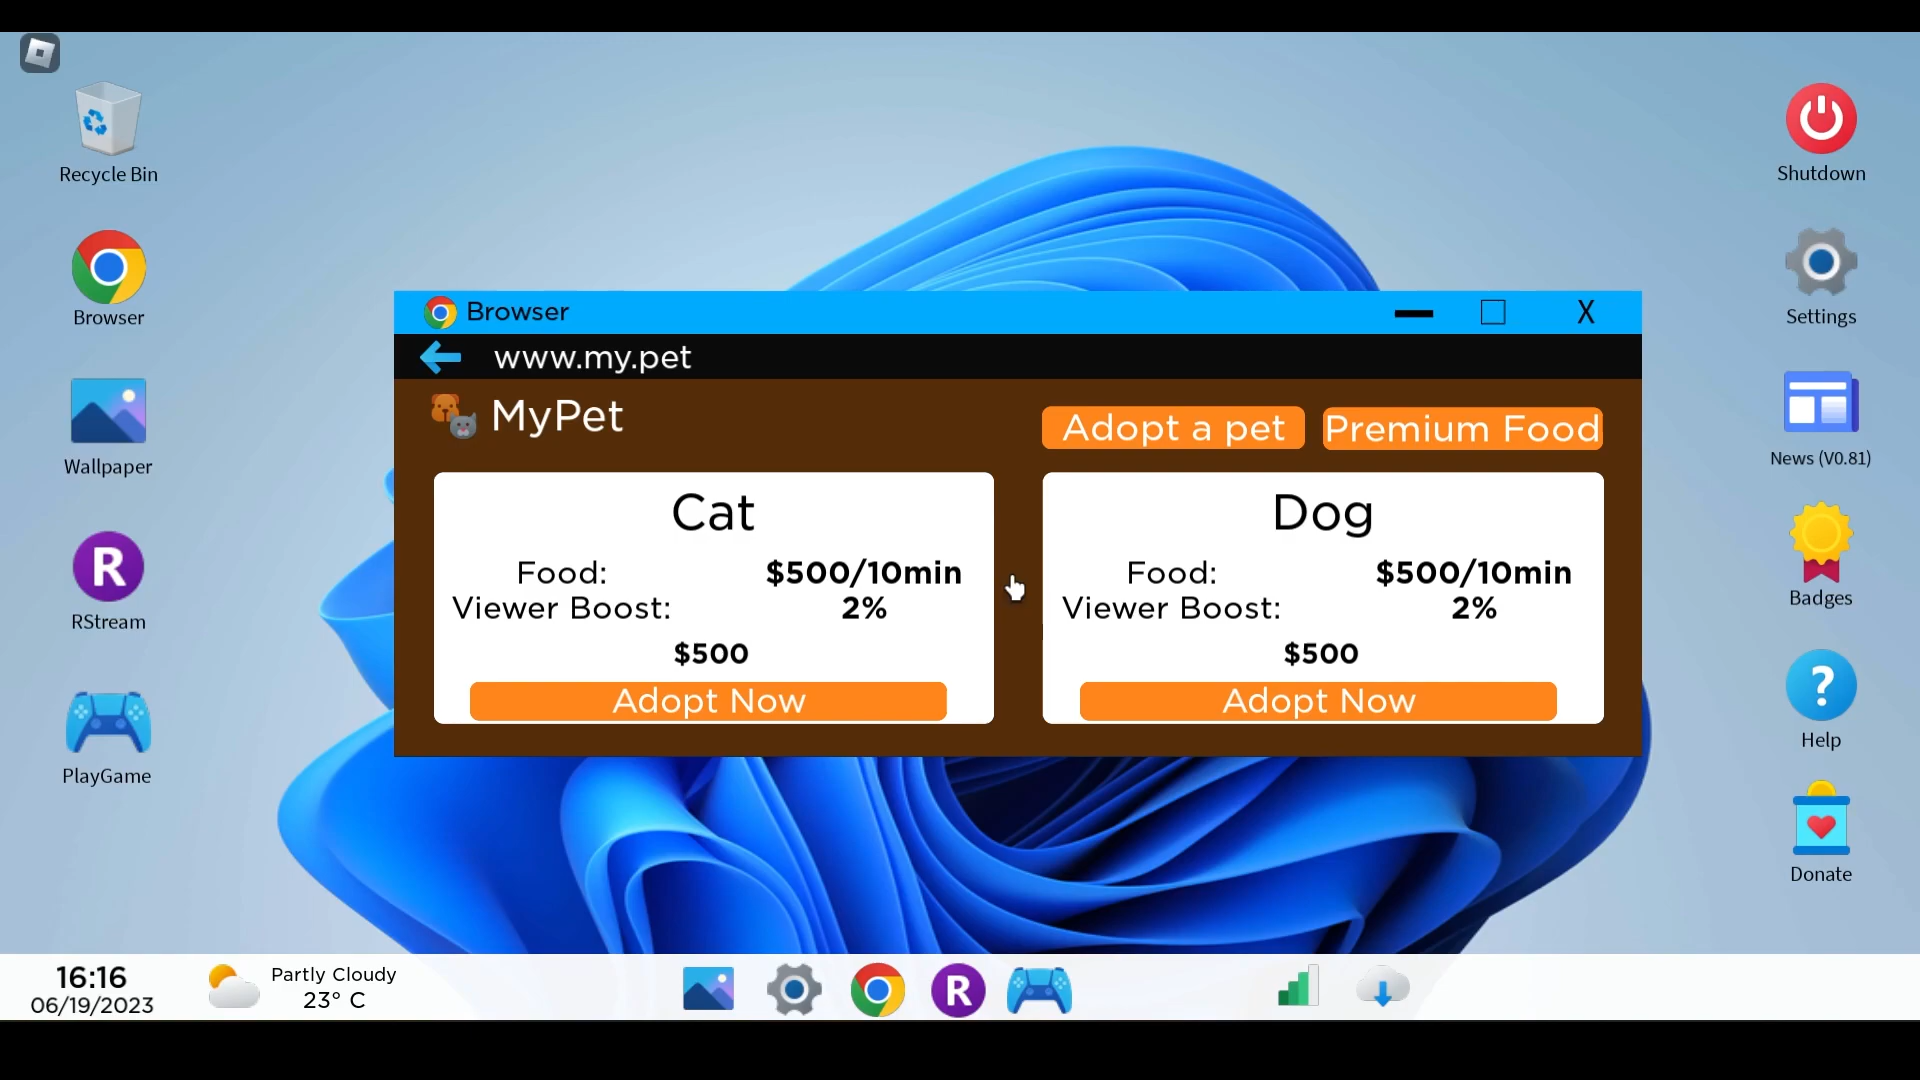 Recycle Bin
Browser
Wallpaper
R
RStream
PlayGame
Shutdown
Settings
News (V0.81)
Badges
?
Help
Donate
Browser
X
www.my.pet
MyPet
Adopt a pet
Premium Food
Cat
Food: $500/10min
Viewer Boost: 2%
$500
Adopt Now
Dog
Food: $500/10min
Viewer Boost: 2%
$500
Adopt Now
16:16
06/19/2023
Partly Cloudy
23° C
R